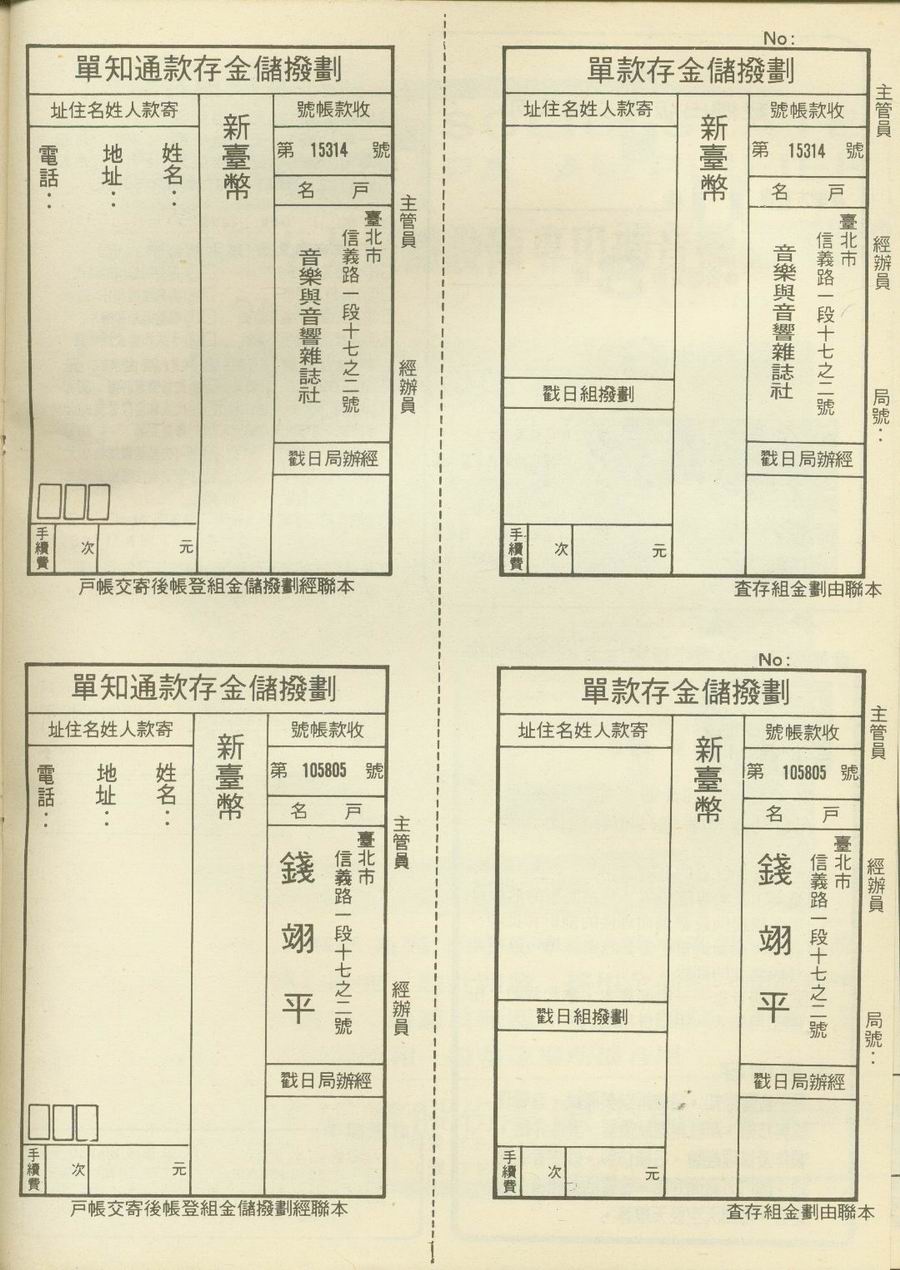 No:
劃撥儲金存款單
收款帳號
第 15314 號
戶 名
臺北市
信義路一段十七之二號
音樂與音響雜誌社
經辦局日戳
新臺幣
寄款人姓名住址
劃撥組日戳
手續費
次
元
主管員
經辦員
局號：
本聯由劃金組存査
劃撥儲金存款通知單
收款帳號
第 15314 號
戶 名
臺北市
信義路一段十七之二號
音樂與音響雜誌社
經辦局日戳
新臺幣
寄款人姓名住址
姓名：
地址：
電話：
手續費
次
元
主管員
經辦員
本聯經劃撥儲金組登帳後寄交帳戶
No:
劃撥儲金存款單
收款帳號
第 105805 號
戶 名
臺北市
信義路一段十七之二號
錢翊平
經辦局日戳
新臺幣
寄款人姓名住址
劃撥組日戳
手續費
次
元
主管員
經辦員
局號：
本聯由劃金組存査
劃撥儲金存款通知單
收款帳號
第 105805 號
戶 名
臺北市
信義路一段十七之二號
錢翊平
經辦局日戳
新臺幣
寄款人姓名住址
姓名：
地址：
電話：
手續費
次
元
主管員
經辦員
本聯經劃撥儲金組登帳後寄交帳戶